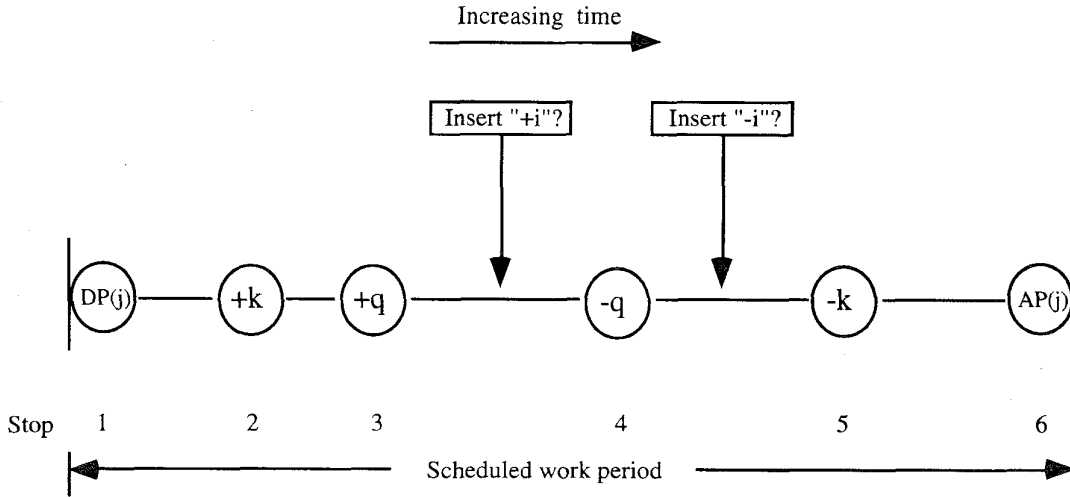 Increasing time
Insert "+i"? Insert "-i"?
DP(j) +k +q -q -k AP(j)
Stop 1 2 3 4 5 6
Scheduled work period